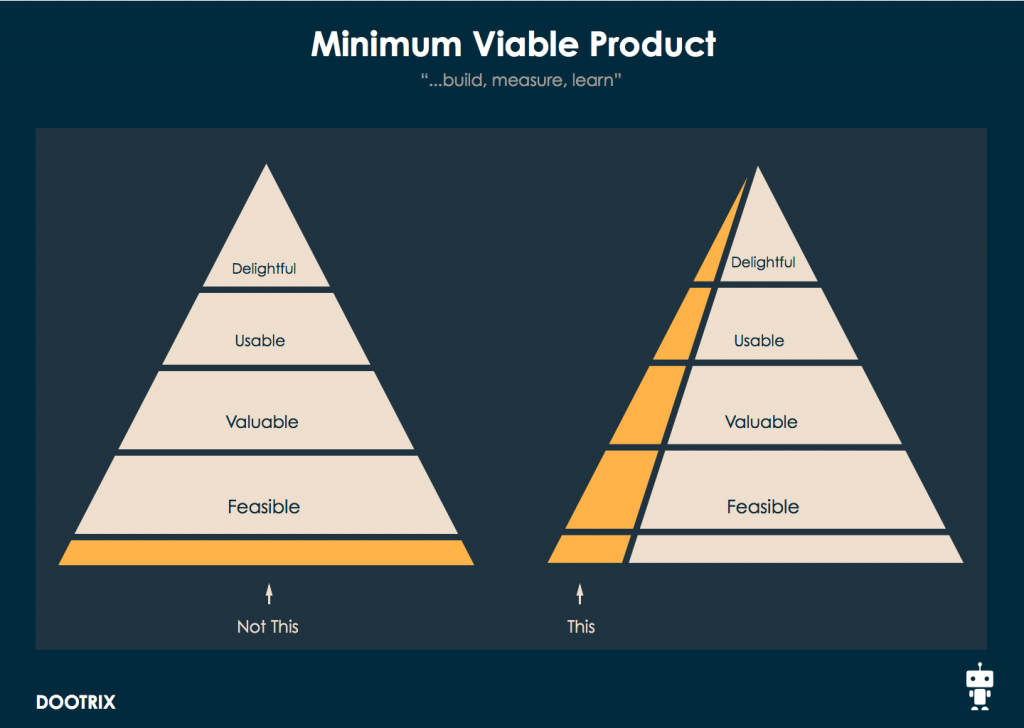 Minimum Viable Product
“...build, measure, learn”
Delightful
Usable
Valuable
Feasible
Not This
Delightful
Usable
Valuable
Feasible
This
DOOTRIX